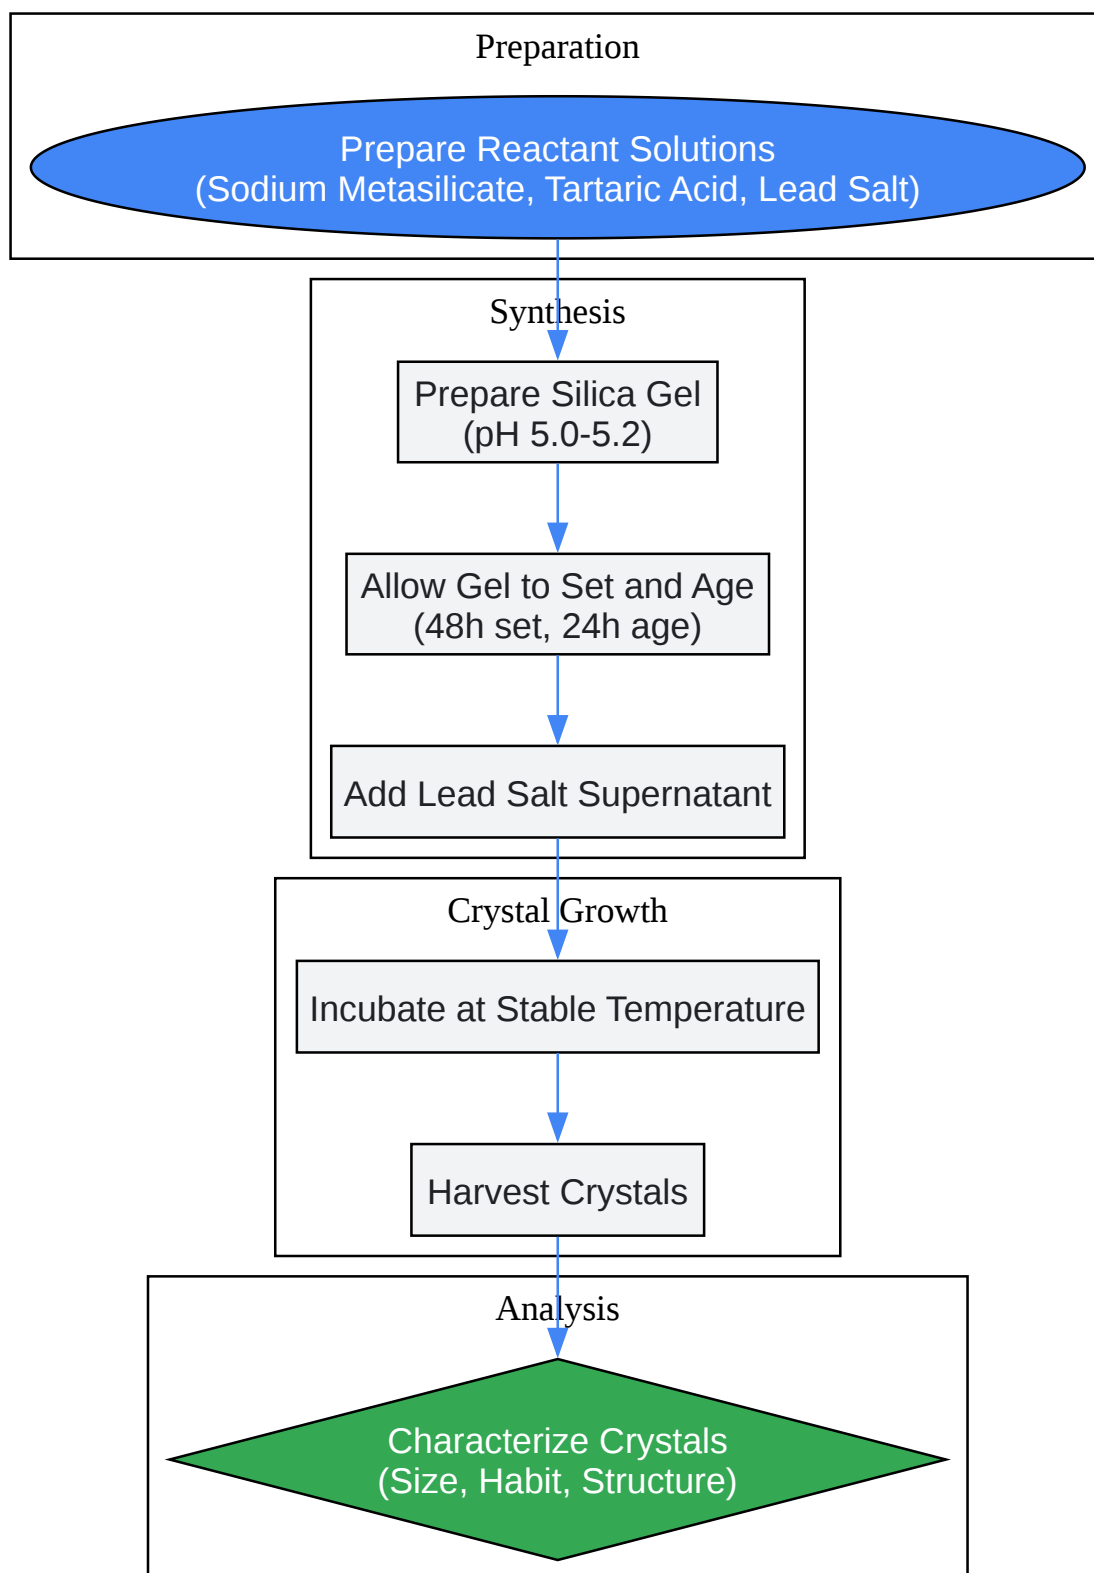 Preparation
Prepare Reactant Solutions
(Sodium Metasilicate, Tartaric Acid, Lead Salt)
Synthesis
Prepare Silica Gel
(pH 5.0-5.2)
Allow Gel to Set and Age
(48h set, 24h age)
Add Lead Salt Supernatant
Crystal Growth
Incubate at Stable Temperature
Harvest Crystals
Analysis
Characterize Crystals
(Size, Habit, Structure)